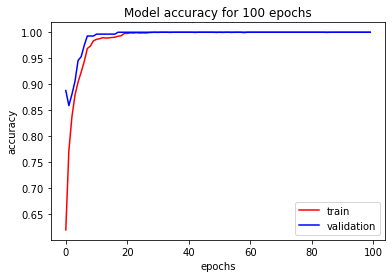 Model accuracy for 100 epochs
1.00
0.95
0.90
0.85
0.80
0.75
0.70
0.65
accuracy
train
validation
0 20 40 60 80 100
epochs